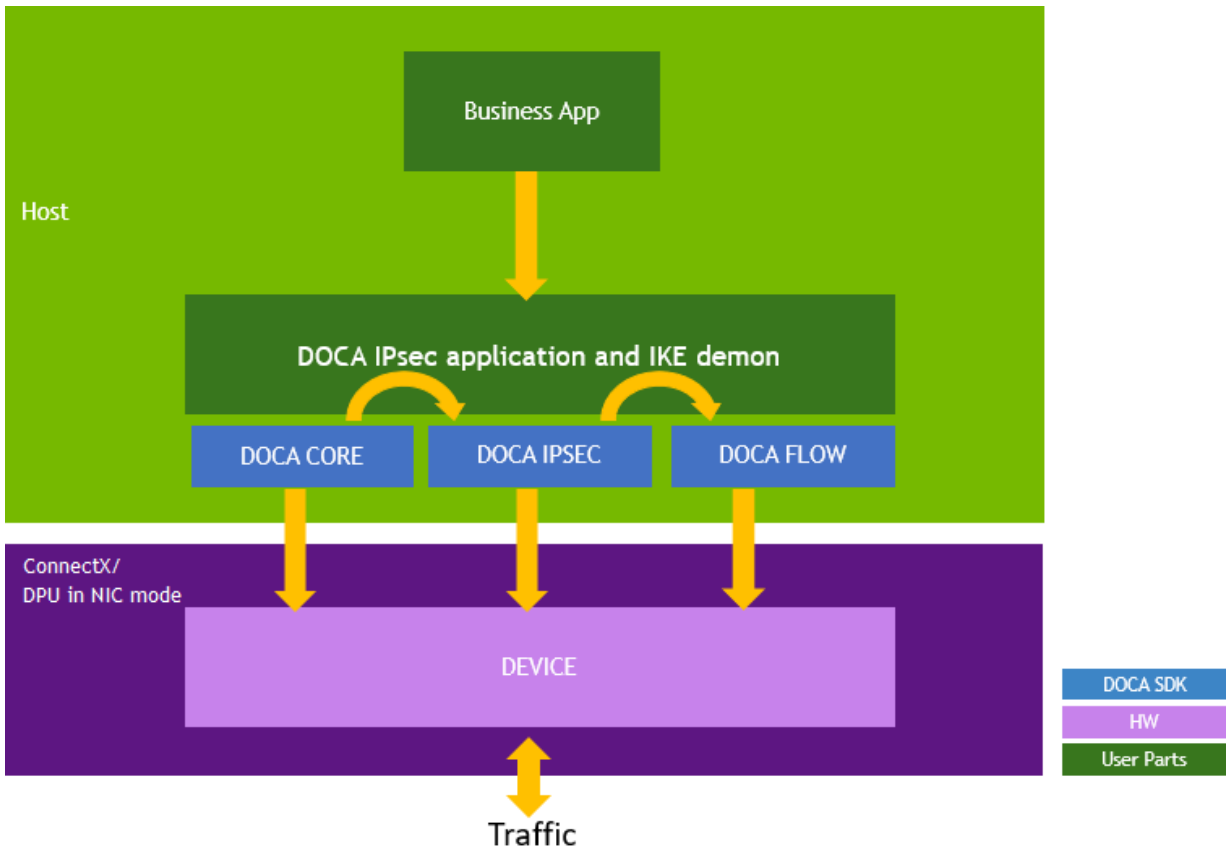 Business App
Host
DOCA IPsec application and IKE demon
DOCA CORE
DOCA IPSEC
DOCA FLOW
ConnectX/
DPU in NIC mode
DEVICE
DOCA SDK
HW
User Parts
Traffic